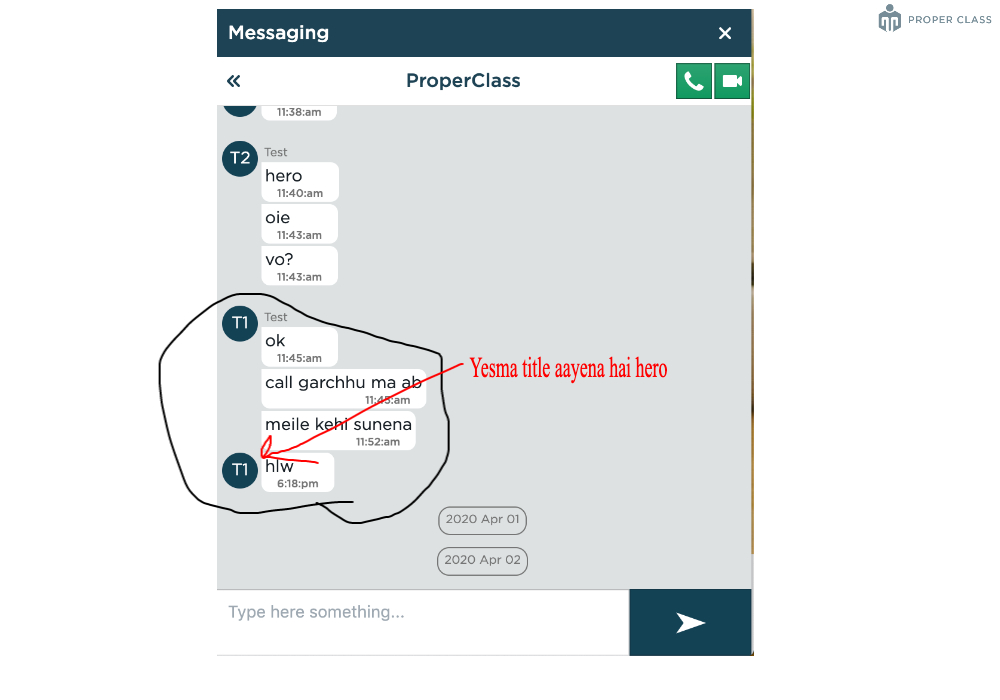 PROPER CLASS
Messaging
ProperClass
11:38:am
T2
Test
hero
11:40:am
oie
11:43:am
vo?
11:43:am
T1
Test
ok
11:45:am
call garchhu ma ab
11:45:am
Yesma title aayena hai hero
meile kehi sunena
11:52:am
T1
hlw
6:18:pm
2020 Apr 01
2020 Apr 02
Type here something...